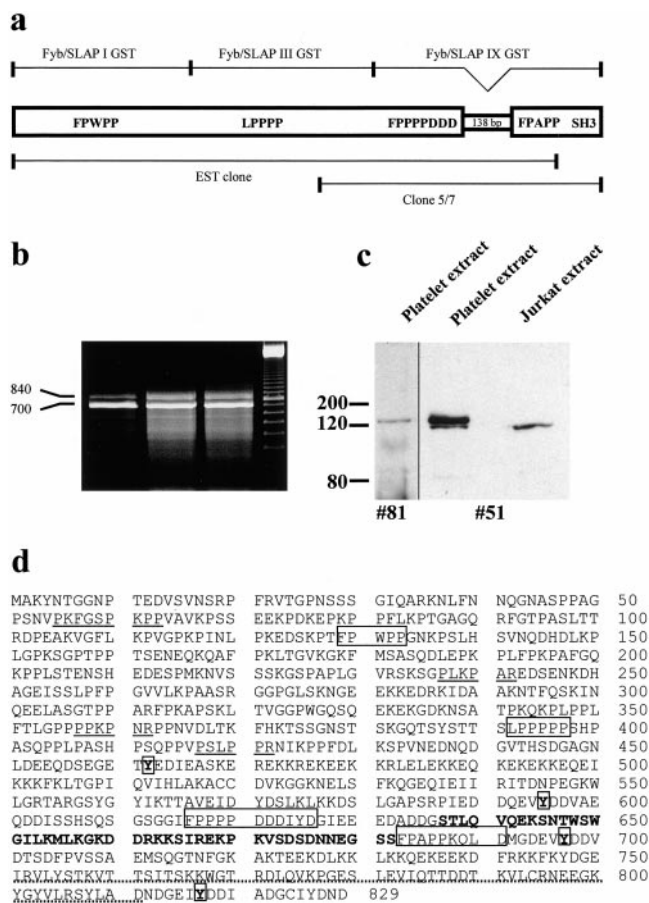 a
Fyb/SLAP I GST Fyb/SLAP III GST Fyb/SLAP IX GST
FPWPP LPPPP FPPPPDDD 138 bp FPAPP SH3
EST clone
Clone 5/7
b
840
700
c
Platelet extract
Platelet extract
Jurkat extract
200
120
80
#81 #51
d
MAKYNTGGNP TEDVSVNSRP FRVTGPNSSS GIQARKNLFN NQGNASPPAG 50
PSNVPKFGSP KPPVAVKPSS EEKPDKEPKP PFLKPTGAGQ RFGTPASLTT 100
RDPEAKVGFL KPVGPKPINL PKEDSKPTFP WPPGNKPSLH SVNQDHDLKP 150
LGPKSGPTPP TSENEQKQAF PKLTGVKGKF MSASQDLEPK PLFPKPAFGQ 200
KPPLSTENSH EDESPMKNVS SSKGSPAPLG VRSKSGPLKP AREDSENKDH 250
AGEISSLPFP GVVLKPAASR GGPGLSKNGE EKKEDRKIDA AKNTFQSKIN 300
QEELASGTPP ARFPKAPSKL TVGGPWGQSQ EKEKGDKNSA TPKQKPLPPL 350
FTLGPPPPKP NRPPNVDLTK FHKTSSGNST SKGQTSYSTT SLPPPPPSHP 400
ASQPPLPASH PSQPPVPSLP PRNIKPPFDL KSPVNEDNQD GVTHSDGAGN 450
LDEEQDSEGE TYEDIEASKE REKKREKEEK KRLELEKKEQ KEKEKKEQEI 500
KKKFKLTGPI QVIHLAKACC DVKGGKNELS FKQGEQIEII RITDNPEGKW 550
LGRTARGSYG YIKTTAVEID YDSLKLKKDS LGAPSRPIED DQEVYDDVAE 600
QDDISSHSQS GSGGIFPPPP DDDIYDGIEE EDADDGSTLQ VQEKSNTWSW 650
GILKMLKGKD DRKKSIREKP KVSDSDNNEG SSFPAPPKQL DMGDEVYDDV 700
DTSDFPVSSA EMSQGTNFGK AKTEEKDLKK LKKQEKEEKD FRKKFKYDGE 750
IRVLYSTKVT TSITSKKWGT RDLQVKPGES LEVIQTTDDT KVLCRNEEGK 800
YGYVLRSYLA DNDGEIYDDI ADGCIYDND 829